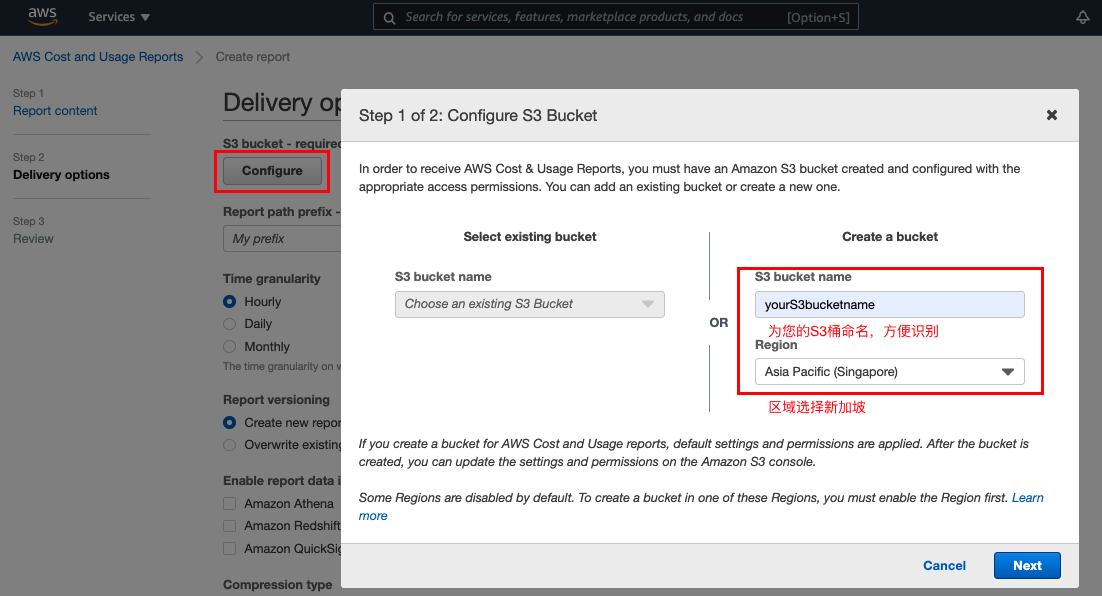 aws
Services
Search for services, features, marketplace products, and docs
[Option+S]
AWS Cost and Usage Reports
Create report
Step 1
Report content
Step 2
Delivery options
Step 3
Review
Delivery op
S3 bucket - required
Configure
Report path prefix -
My prefix
Time granularity
Hourly
Daily
Monthly
The time granularity on
Report versioning
Create new repor
Overwrite existing
Enable report data i
Amazon Athena
Amazon Redshift
Amazon QuickSig
Compression type
Step 1 of 2: Configure S3 Bucket
In order to receive AWS Cost & Usage Reports, you must have an Amazon S3 bucket created and configured with the
appropriate access permissions. You can add an existing bucket or create a new one.
Select existing bucket
S3 bucket name
Choose an existing S3 Bucket
OR
Create a bucket
S3 bucket name
yourS3bucketname
为您的S3桶命名，方便识别
Region
Asia Pacific (Singapore)
区域选择新加坡
If you create a bucket for AWS Cost and Usage reports, default settings and permissions are applied. After the bucket is
created, you can update the settings and permissions on the Amazon S3 console.
Some Regions are disabled by default. To create a bucket in one of these Regions, you must enable the Region first. Learn
more
Cancel
Next